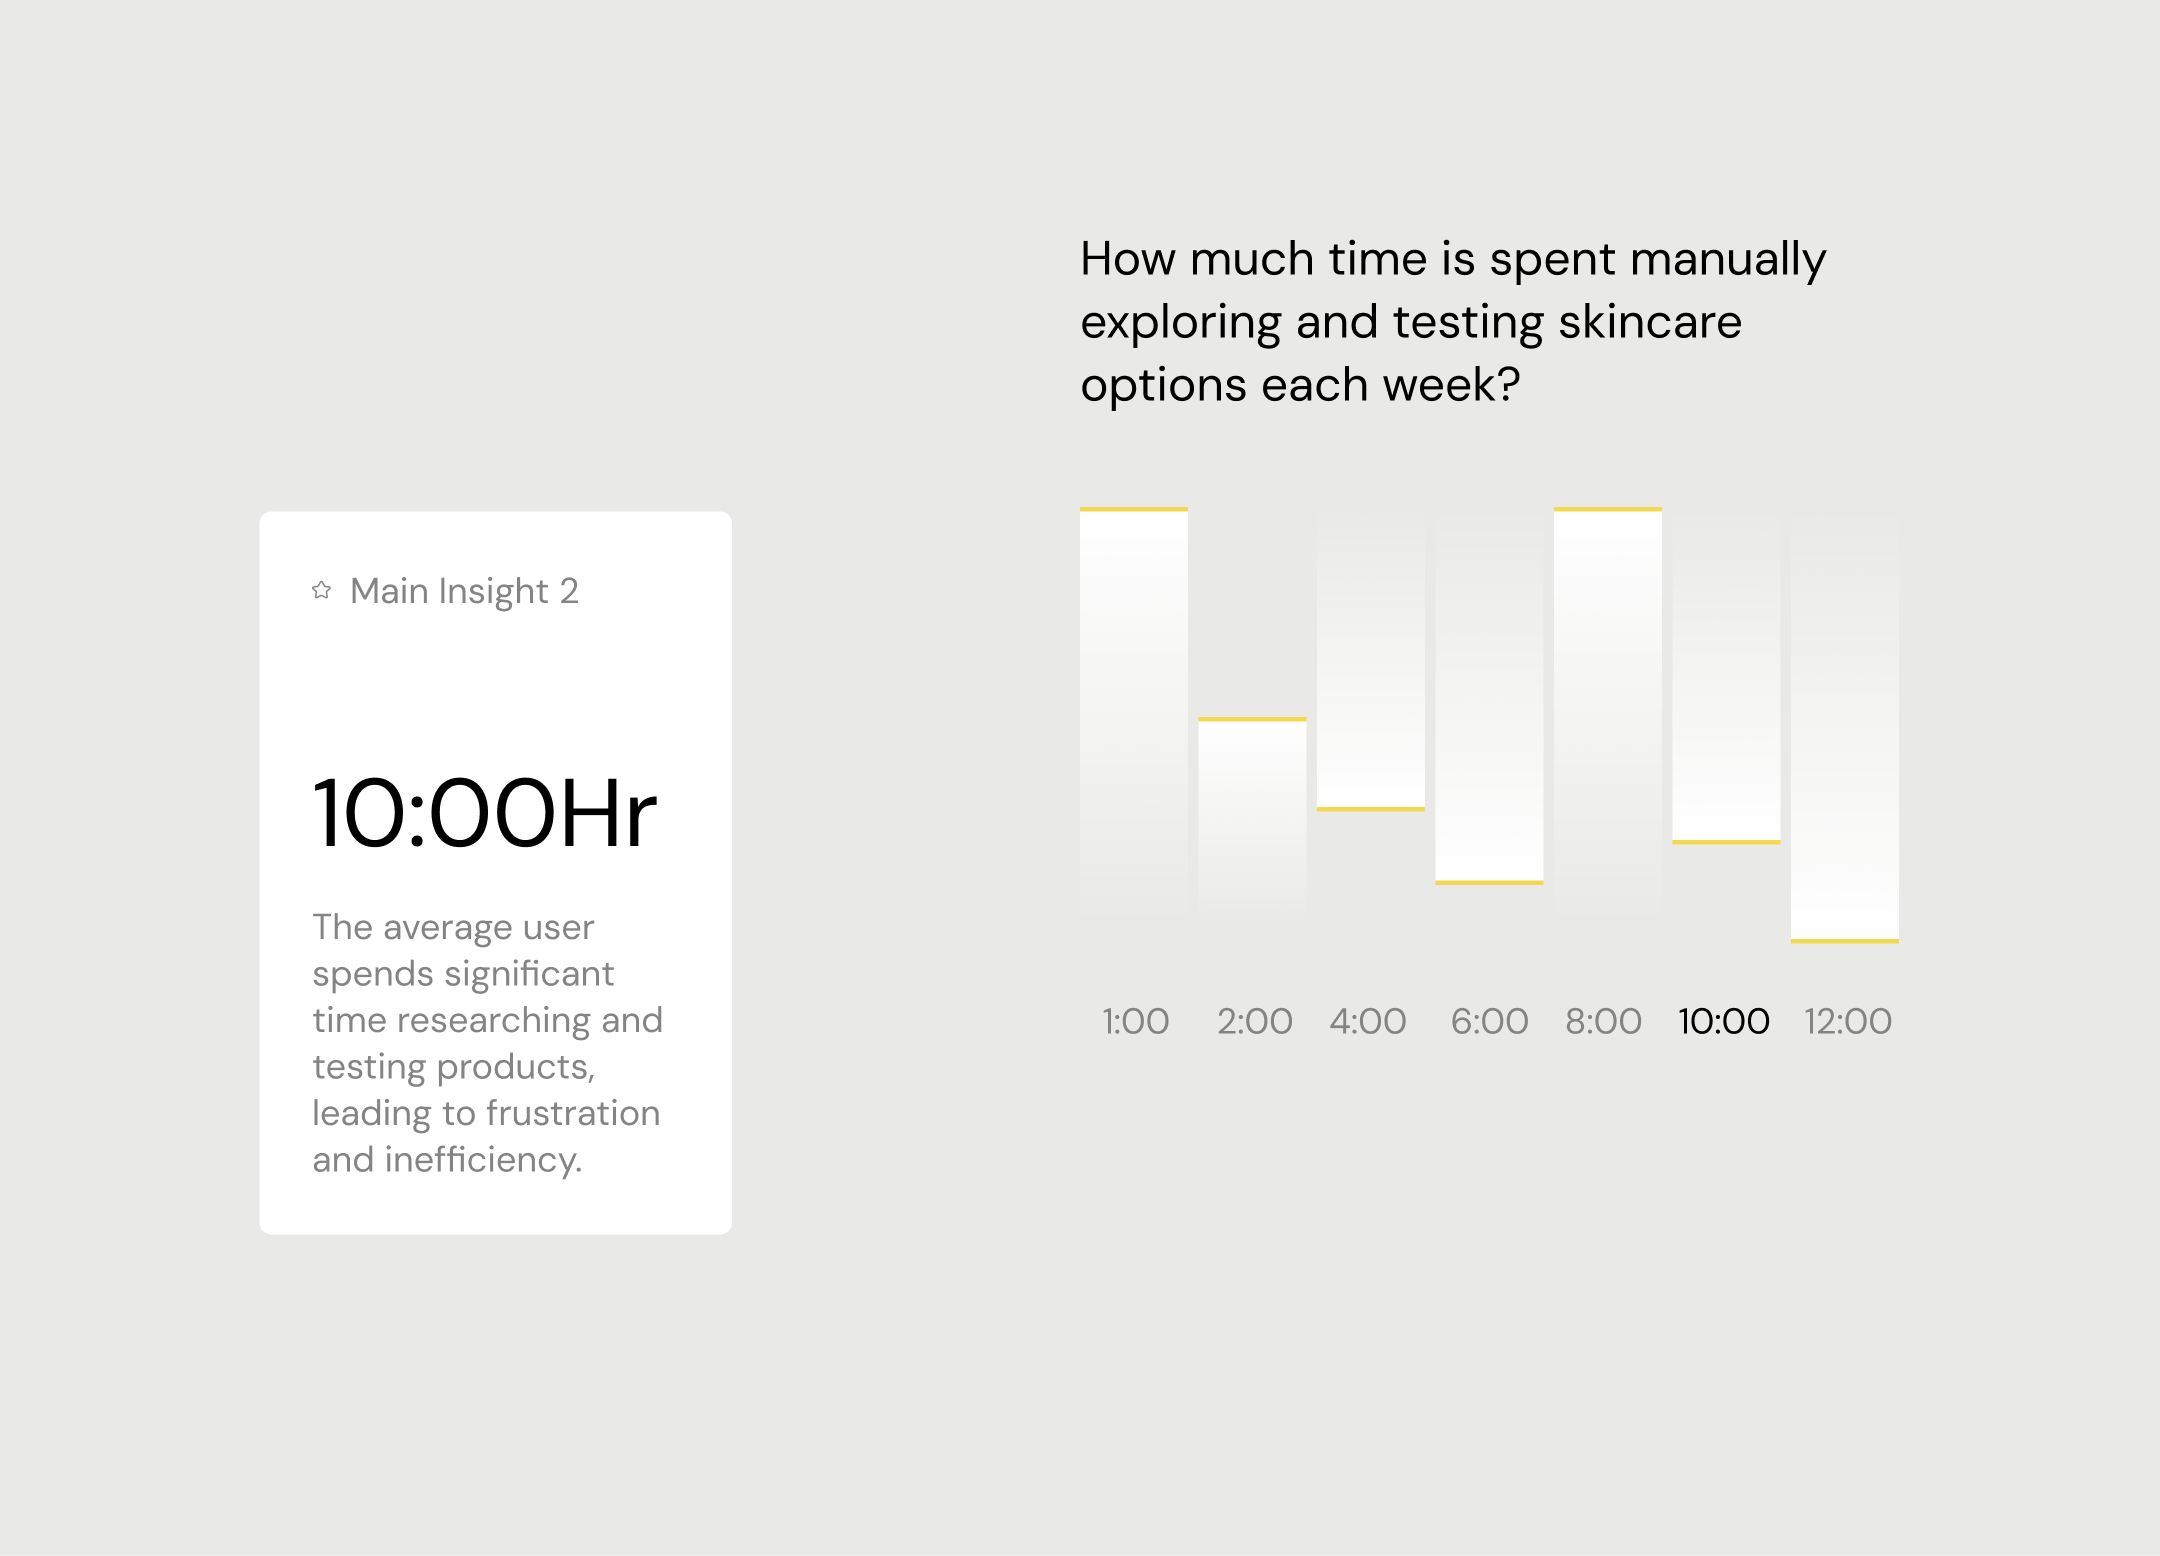 How much time is spent manually
exploring and testing skincare
options each week?
Main Insight 2
10:00Hr
The average user
spends significant
time researching and
testing products,
leading to frustration
and inefficiency.
1:00 2:00 4:00 6:00 8:00 10:00 12:00